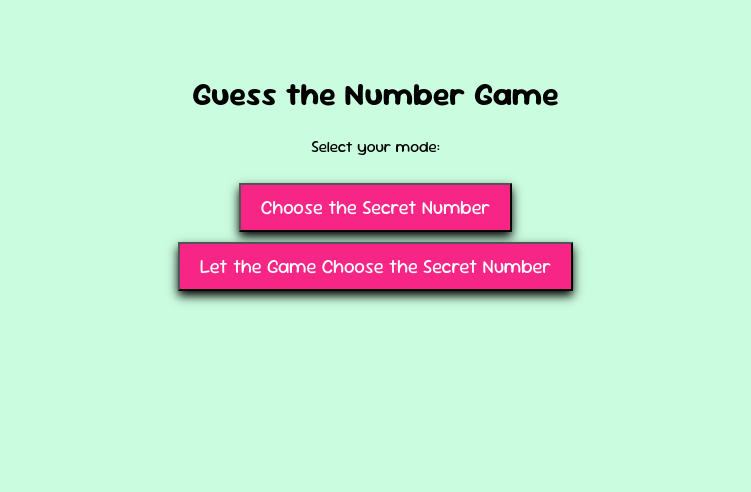 Guess the Number Game
Select your mode:
Choose the Secret Number
Let the Game Choose the Secret Number